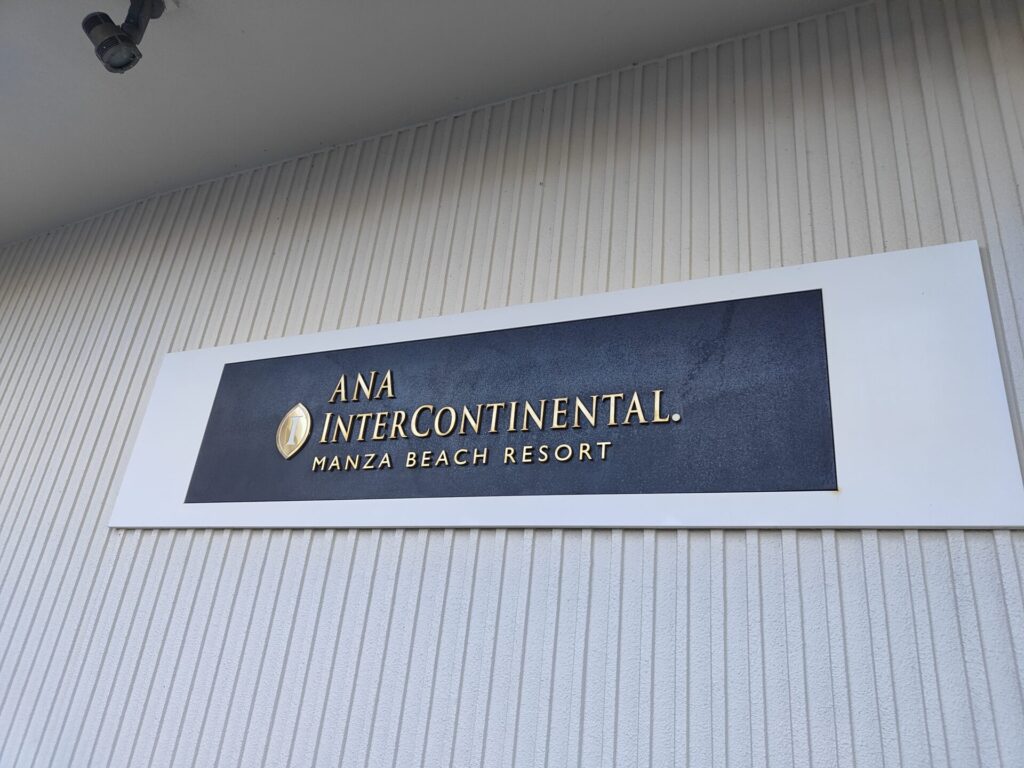 ANA
I
INTERCONTINENTAL.
MANZA BEACH RESORT